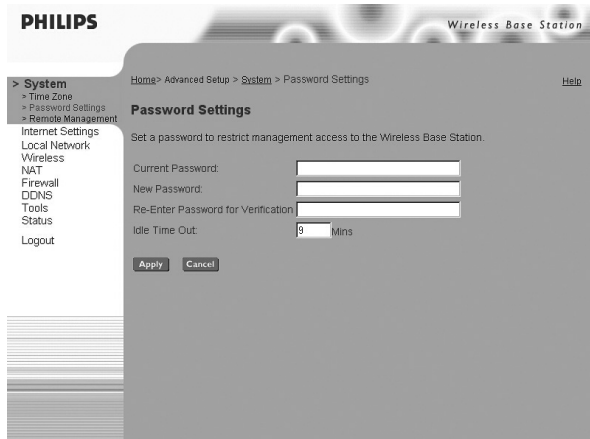 PHILIPS
Wireless Base Station
> System
> Time Zone
> Password Settings
> Remote Management
Internet Settings
Local Network
Wireless
NAT
Firewall
DDNS
Tools
Status
Logout
Home> Advanced Setup > System > Password Settings
Help
Password Settings
Set a password to restrict management access to the Wireless Base Station.
Current Password:
New Password:
Re-Enter Password for Verification
Idle Time Out: 9 Mins
Apply Cancel